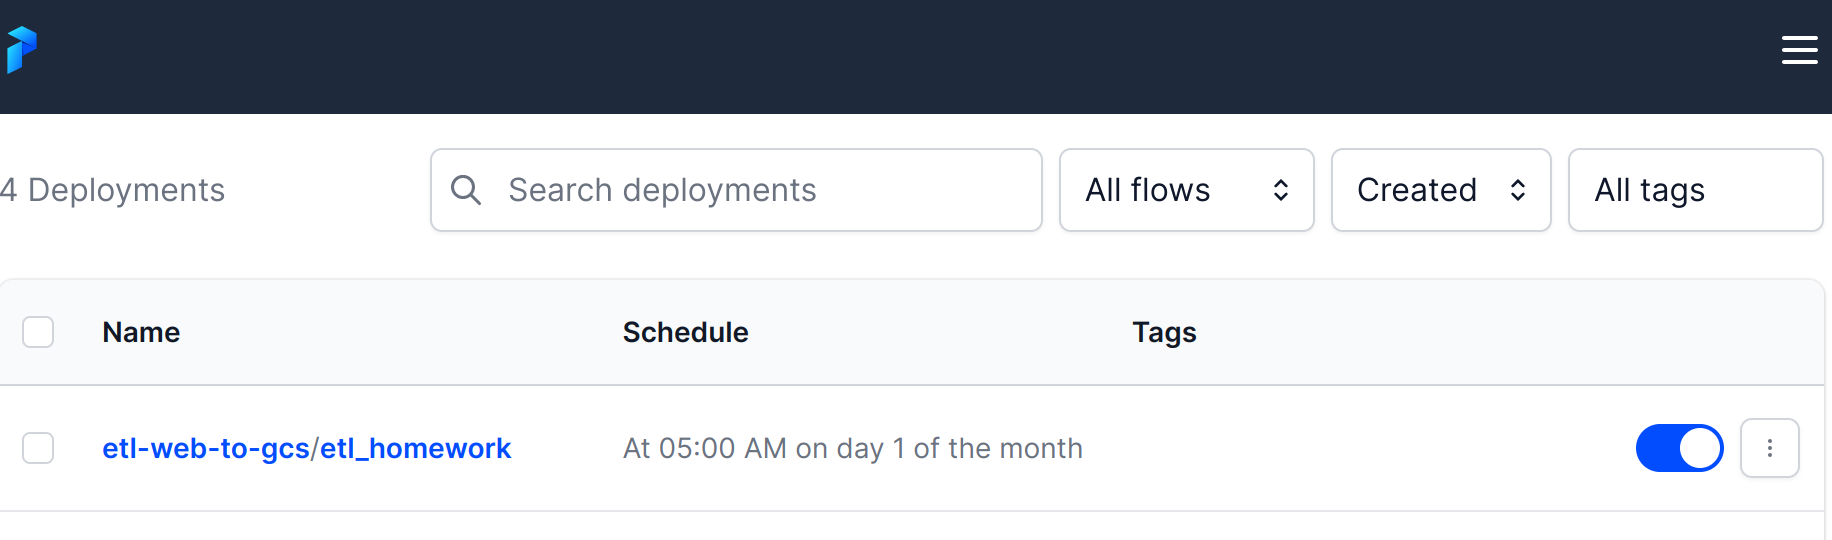 4 Deployments
Search deployments
All flows
Created
All tags
Name Schedule Tags
etl-web-to-gcs/etl_homework At 05:00 AM on day 1 of the month